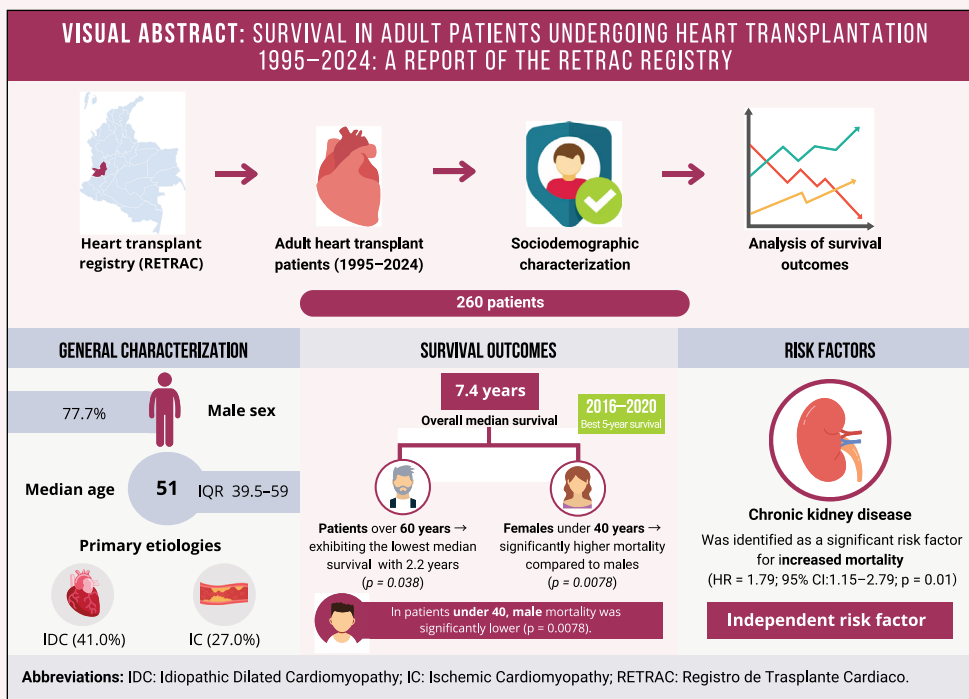 VISUAL ABSTRACT: SURVIVAL IN ADULT PATIENTS UNDERGOING HEART TRANSPLANTATION
1995–2024: A REPORT OF THE RETRAC REGISTRY
Heart transplant
registry (RETRAC)
Adult heart transplant
patients (1995–2024)
Sociodemographic
characterization
Analysis of survival
outcomes
260 patients
GENERAL CHARACTERIZATION
77.7%
Male sex
Median age
51
IQR 39.5–59
Primary etiologies
IDC (41.0%)
IC (27.0%)
SURVIVAL OUTCOMES
7.4 years
Overall median survival
2016–2020
Best 5-year survival
Patients over 60 years →
exhibiting the lowest median
survival with 2.2 years
(p = 0.038)
Females under 40 years →
significantly higher mortality
compared to males
(p = 0.0078)
In patients under 40, male mortality was
significantly lower (p = 0.0078).
RISK FACTORS
Chronic kidney disease
Was identified as a significant risk factor
for increased mortality
(HR = 1.79; 95% CI:1.15–2.79; p = 0.01)
Independent risk factor
Abbreviations: IDC: Idiopathic Dilated Cardiomyopathy; IC: Ischemic Cardiomyopathy; RETRAC: Registro de Trasplante Cardiaco.